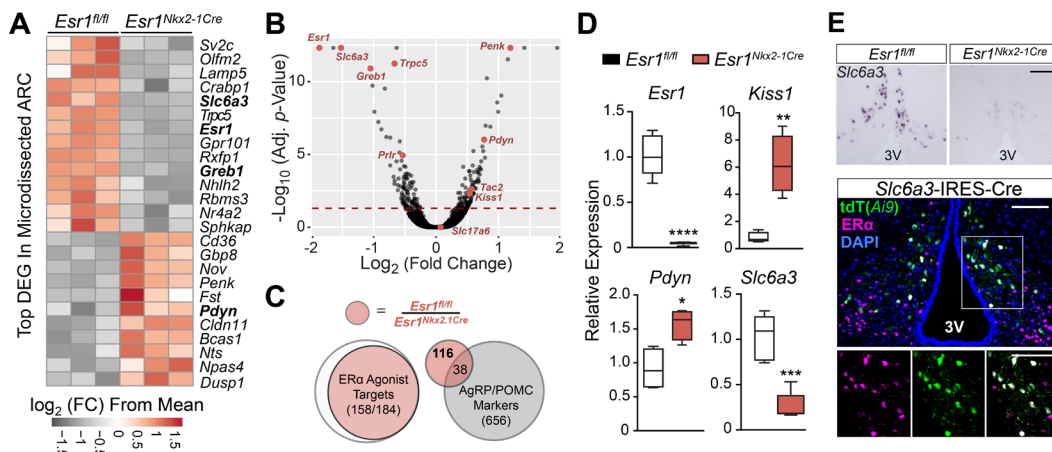 A
Esr1fl/fl Esr1Nkx2-1Cre
Top DEG In Microdissected ARC
Sv2c
Olfm2
Lamp5
Crabp1
Slc6a3
Trpc5
Esr1
Gpr101
Rxfp1
Greb1
Nhlh2
Rbms3
Nr4a2
Sphkap
Cd36
Gbp8
Nov
Penk
Fst
Pdyn
Cldn11
Bcas1
Nts
Npas4
Dusp1
log2 (FC) From Mean
-1.5 -1 -0.5 0 0.5 1 1.5
B
-Log10 (Adj. p-Value)
10
5
0
Esr1
Slc6a3
Greb1
Trpc5
Penk
Prlr
Pdyn
Tac2
Kiss1
Slc17a6
-2 -1 0 1 2
Log2 (Fold Change)
C
= Esr1fl/fl
Esr1Nkx2.1Cre
ERα Agonist
Targets
(158/184)
116
38
AgRP/POMC
Markers
(656)
D
Esr1fl/fl Esr1Nkx2-1Cre
Relative Expression
Esr1
1.5
1.0
0.5
0.0
****
Kiss1
10
8
6
4
2
0
**
Pdyn
2.0
1.5
1.0
0.5
0.0
*
Slc6a3
1.5
1.0
0.5
0.0
***
E
Esr1fl/fl Esr1Nkx2-1Cre
Slc6a3
3V 3V
Slc6a3-IRES-Cre
tdT(Ai9)
ERα
DAPI
3V